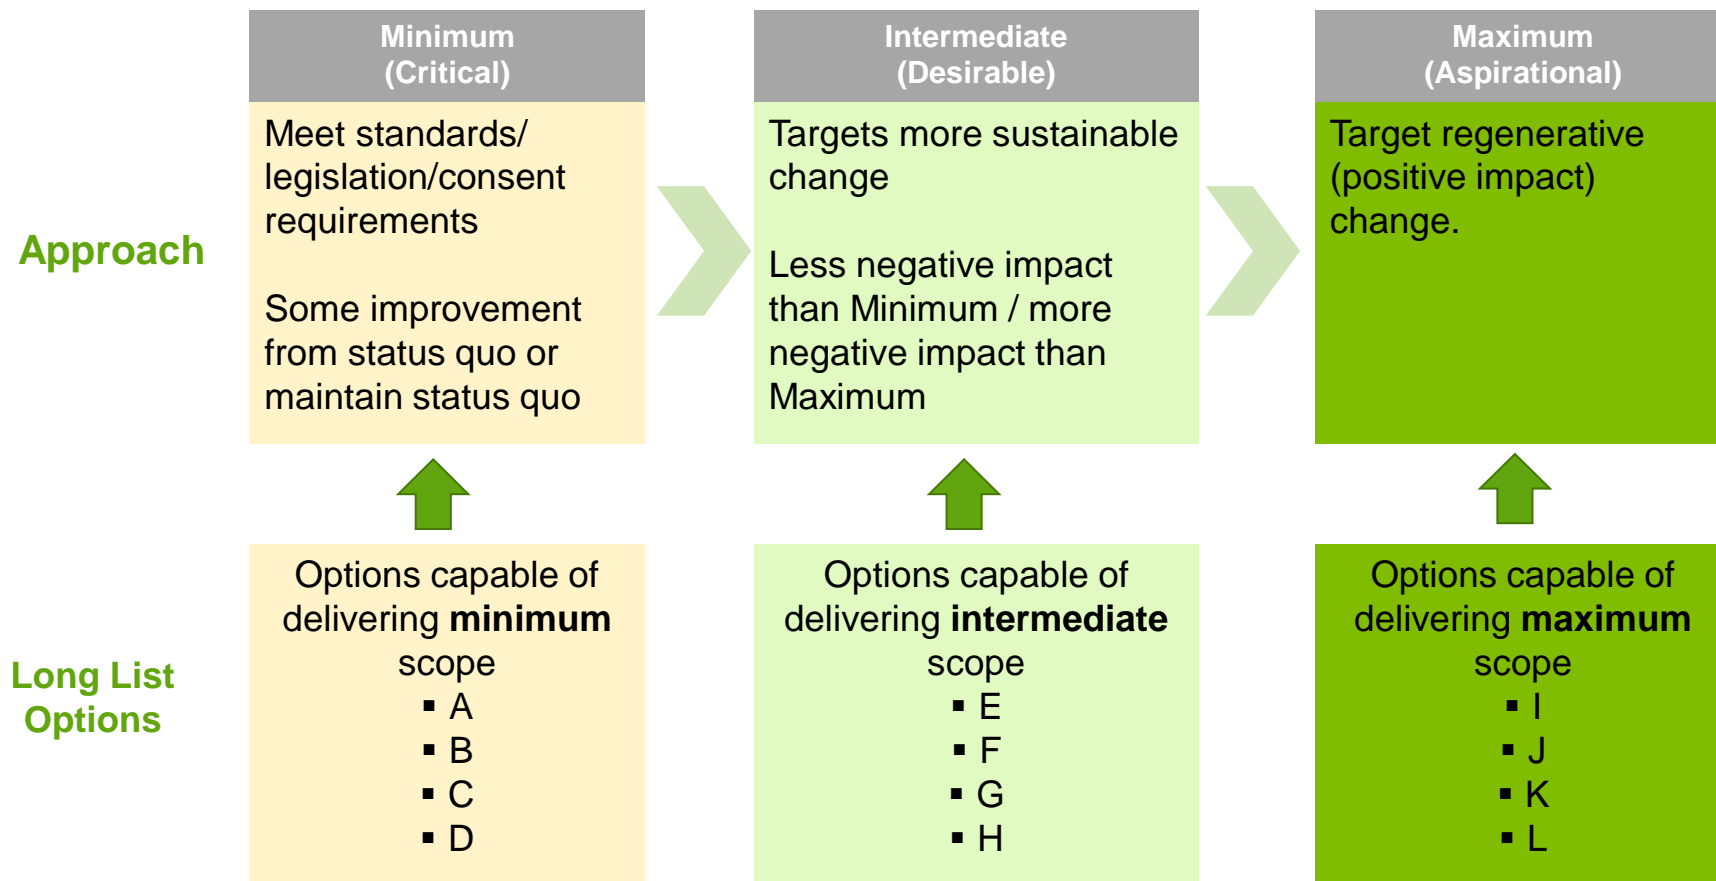 Minimum
(Critical)
Intermediate
(Desirable)
Maximum
(Aspirational)
Approach
Meet standards/
legislation/consent
requirements
Some improvement
from status quo or
maintain status quo
Targets more sustainable
change
Less negative impact
than Minimum / more
negative impact than
Maximum
Target regenerative
(positive impact)
change.
Long List
Options
Options capable of
delivering minimum
scope
▪ A
▪ B
▪ C
▪ D
Options capable of
delivering intermediate
scope
▪ E
▪ F
▪ G
▪ H
Options capable of
delivering maximum
scope
▪ I
▪ J
▪ K
▪ L